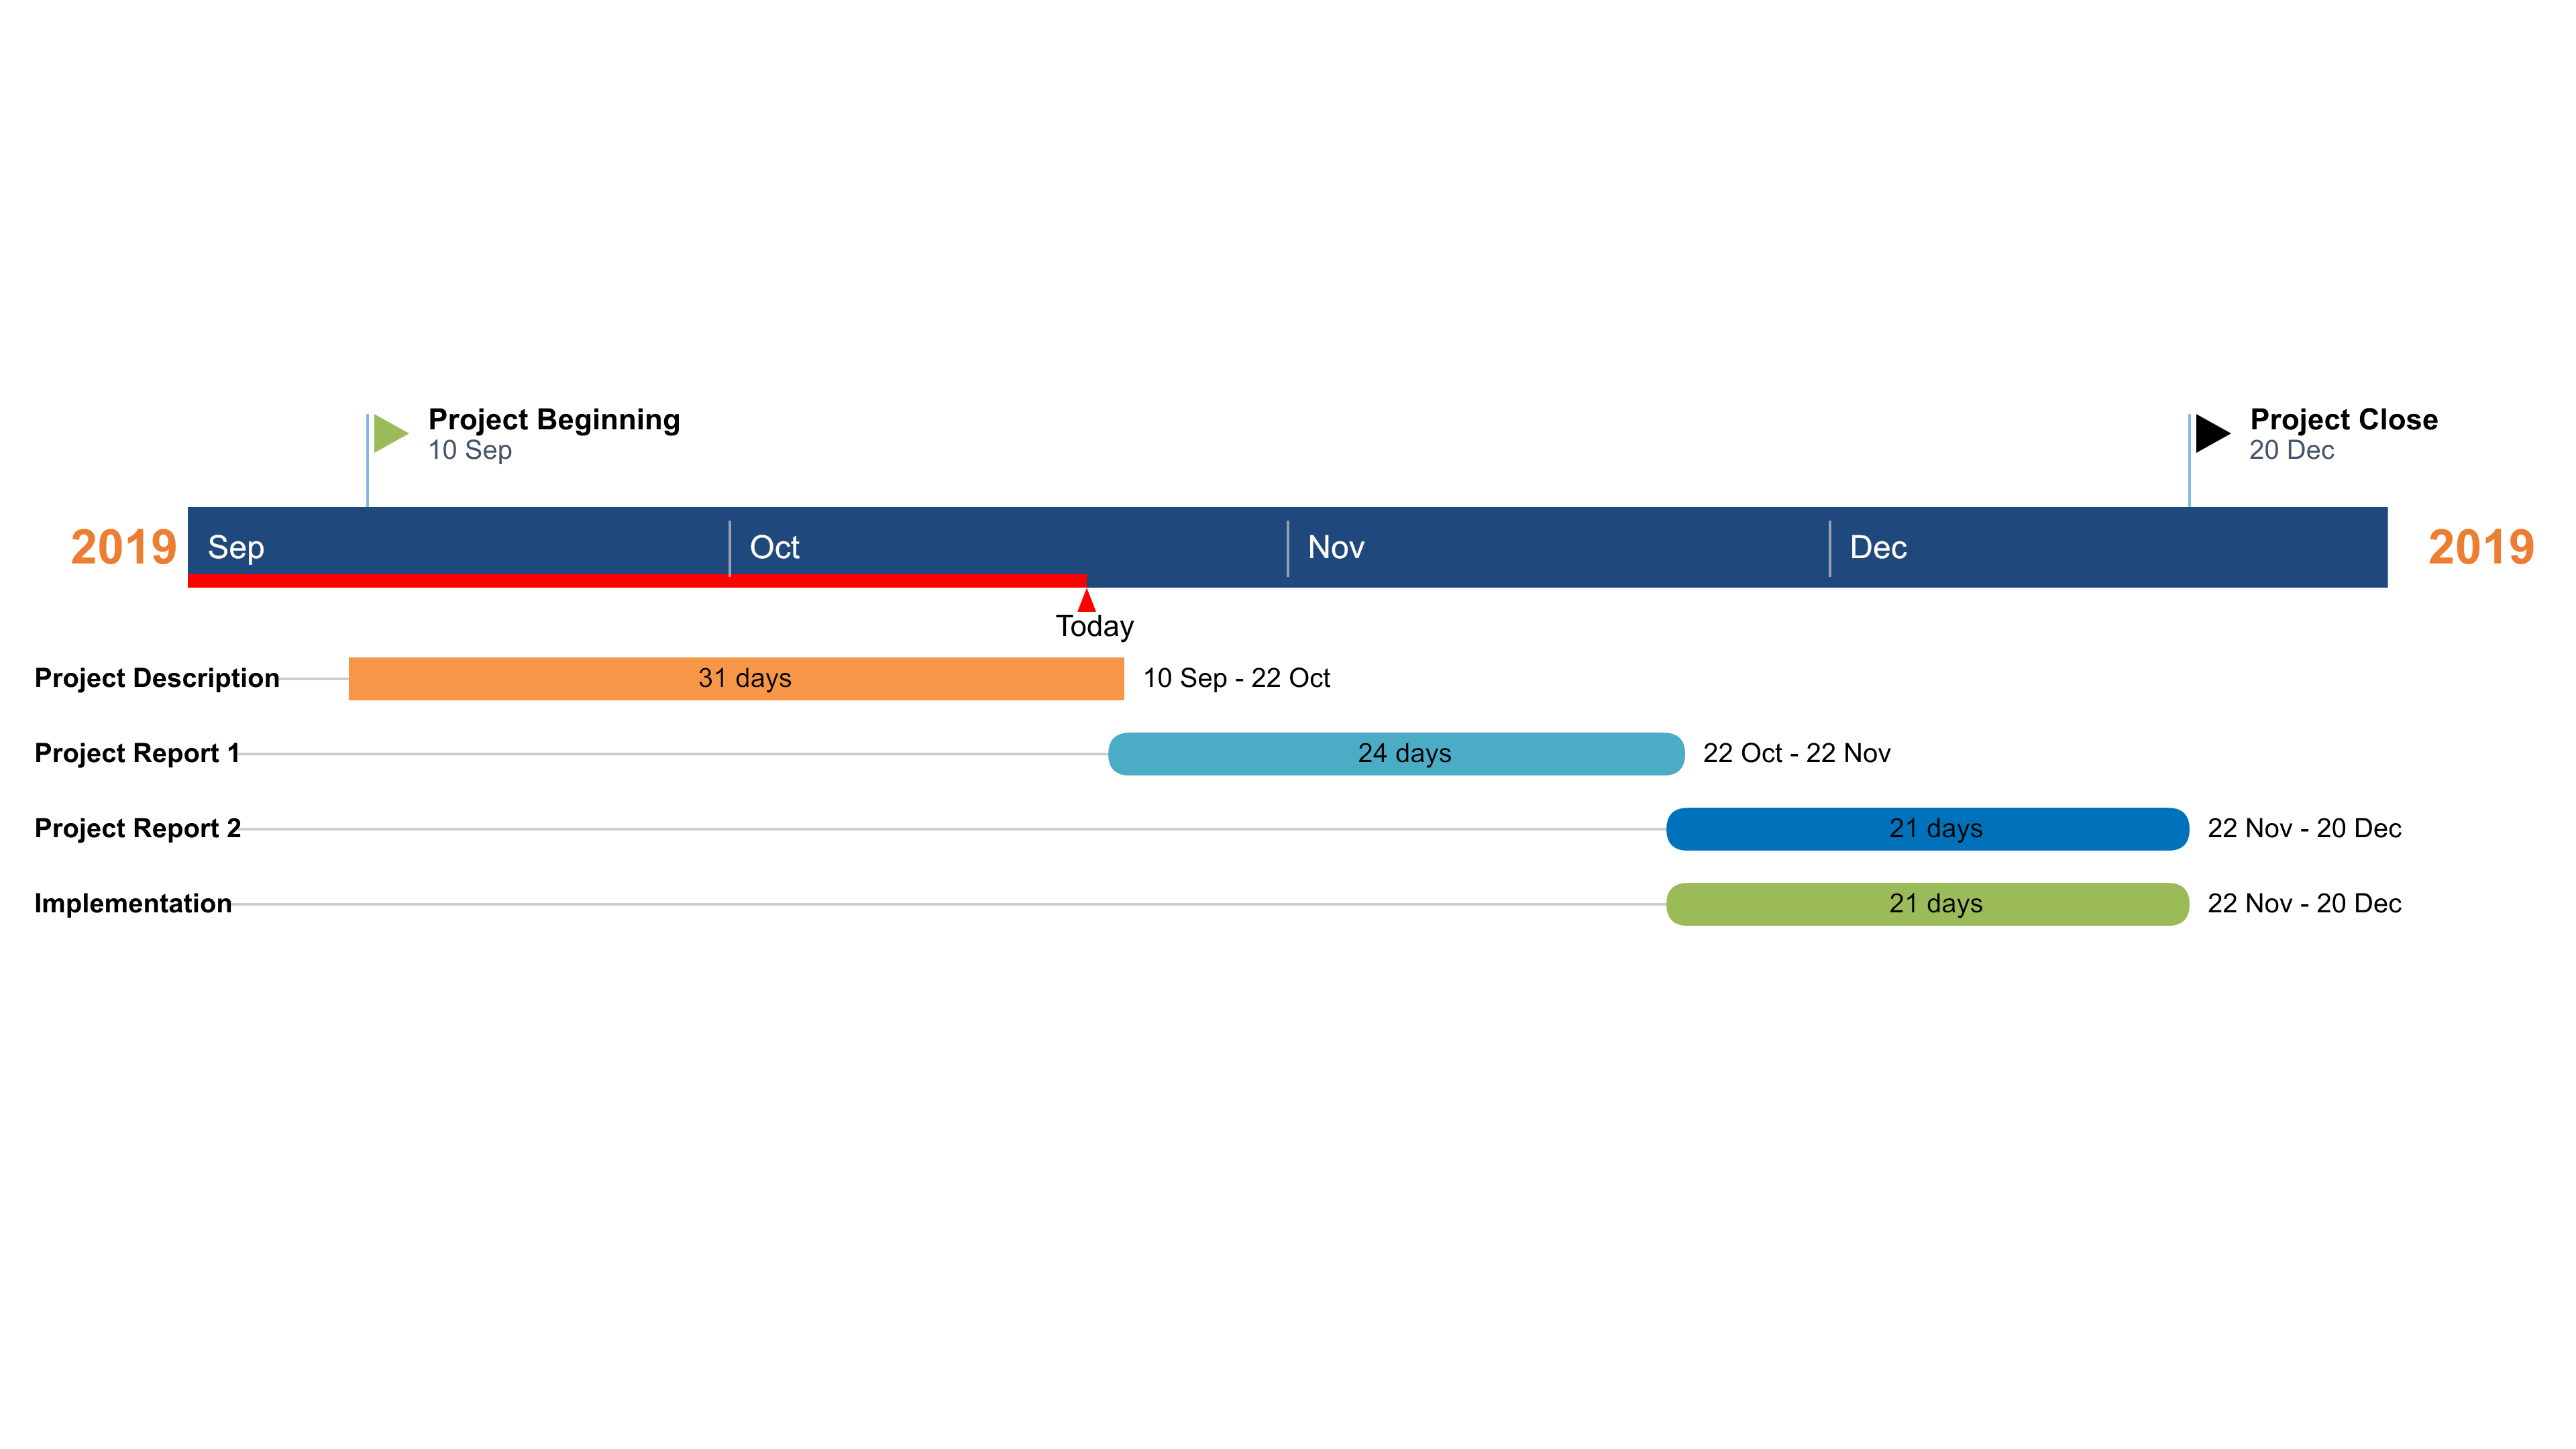 Project Beginning
10 Sep
Project Close
20 Dec
2019 Sep Oct Nov Dec 2019
Today
Project Description 31 days 10 Sep - 22 Oct
Project Report 1 24 days 22 Oct - 22 Nov
Project Report 2 21 days 22 Nov - 20 Dec
Implementation 21 days 22 Nov - 20 Dec